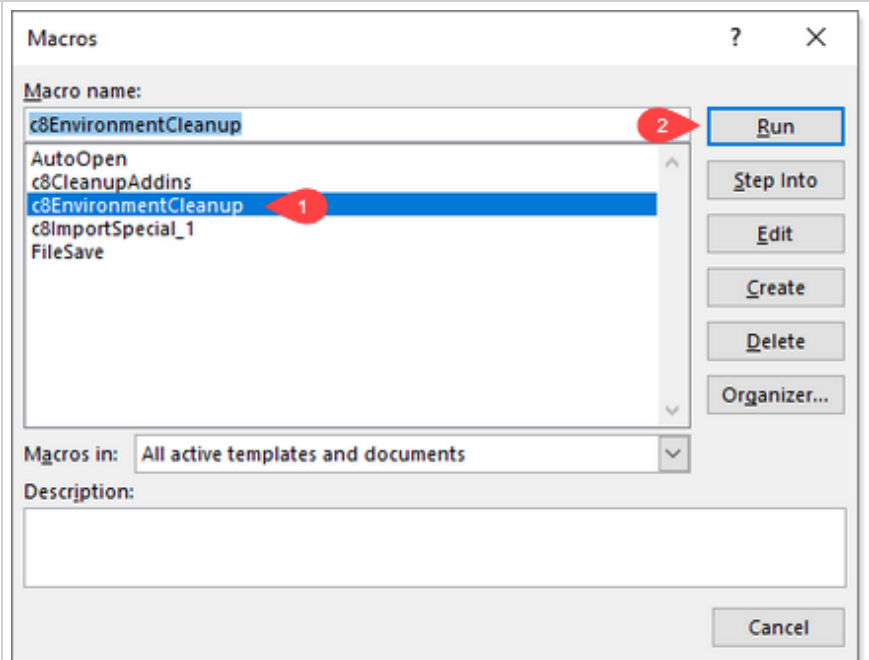 Macros
?
Macro name:
c8EnvironmentCleanup
2
Run
AutoOpen
c8CleanupAddins
c8EnvironmentCleanup
1
c8ImportSpecial_1
FileSave
Step Into
Edit
Create
Delete
Organizer...
Macros in:
All active templates and documents
Description:
Cancel